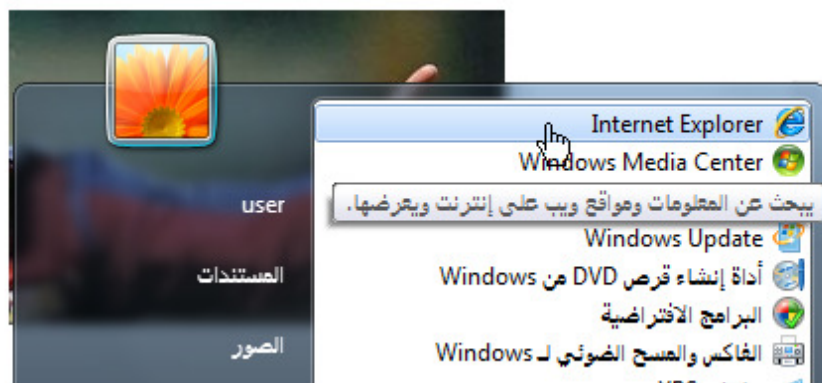 Internet Explorer
Windows Media Center
يبحث عن المعلومات ومواقع ويب على إنترنت ويعرضها.
Windows Update
أداة إنشاء قرص DVD من Windows
البرامج الافتراضية
الفاكس والمسح الضوئي لـ Windows
XPS
user
المستندات
الصور